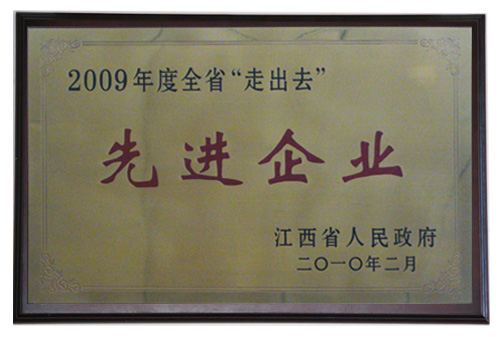 2009年度全省“走出去”
先进企业
江西省人民政府
二〇一〇年二月